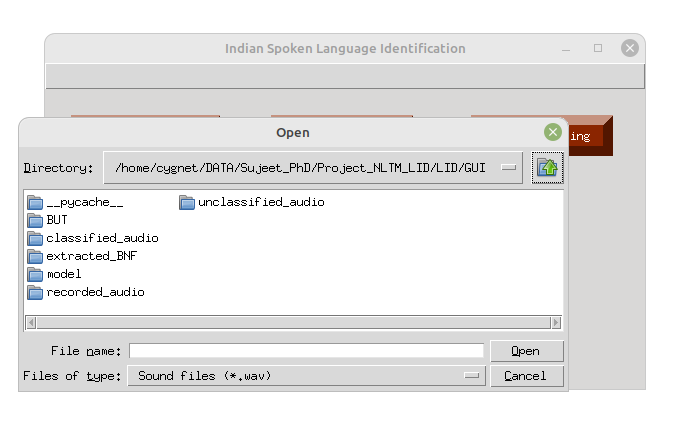 Indian Spoken Language Identification
ing
Open
Directory: /home/cygnet/DATA/Sujeet_PhD/Project_NLTM_LID/LID/GUI
__pycache__ unclassified_audio
BUT
classified_audio
extracted_BNF
model
recorded_audio
File name: Open
Files of type: Sound files (*.wav) Cancel